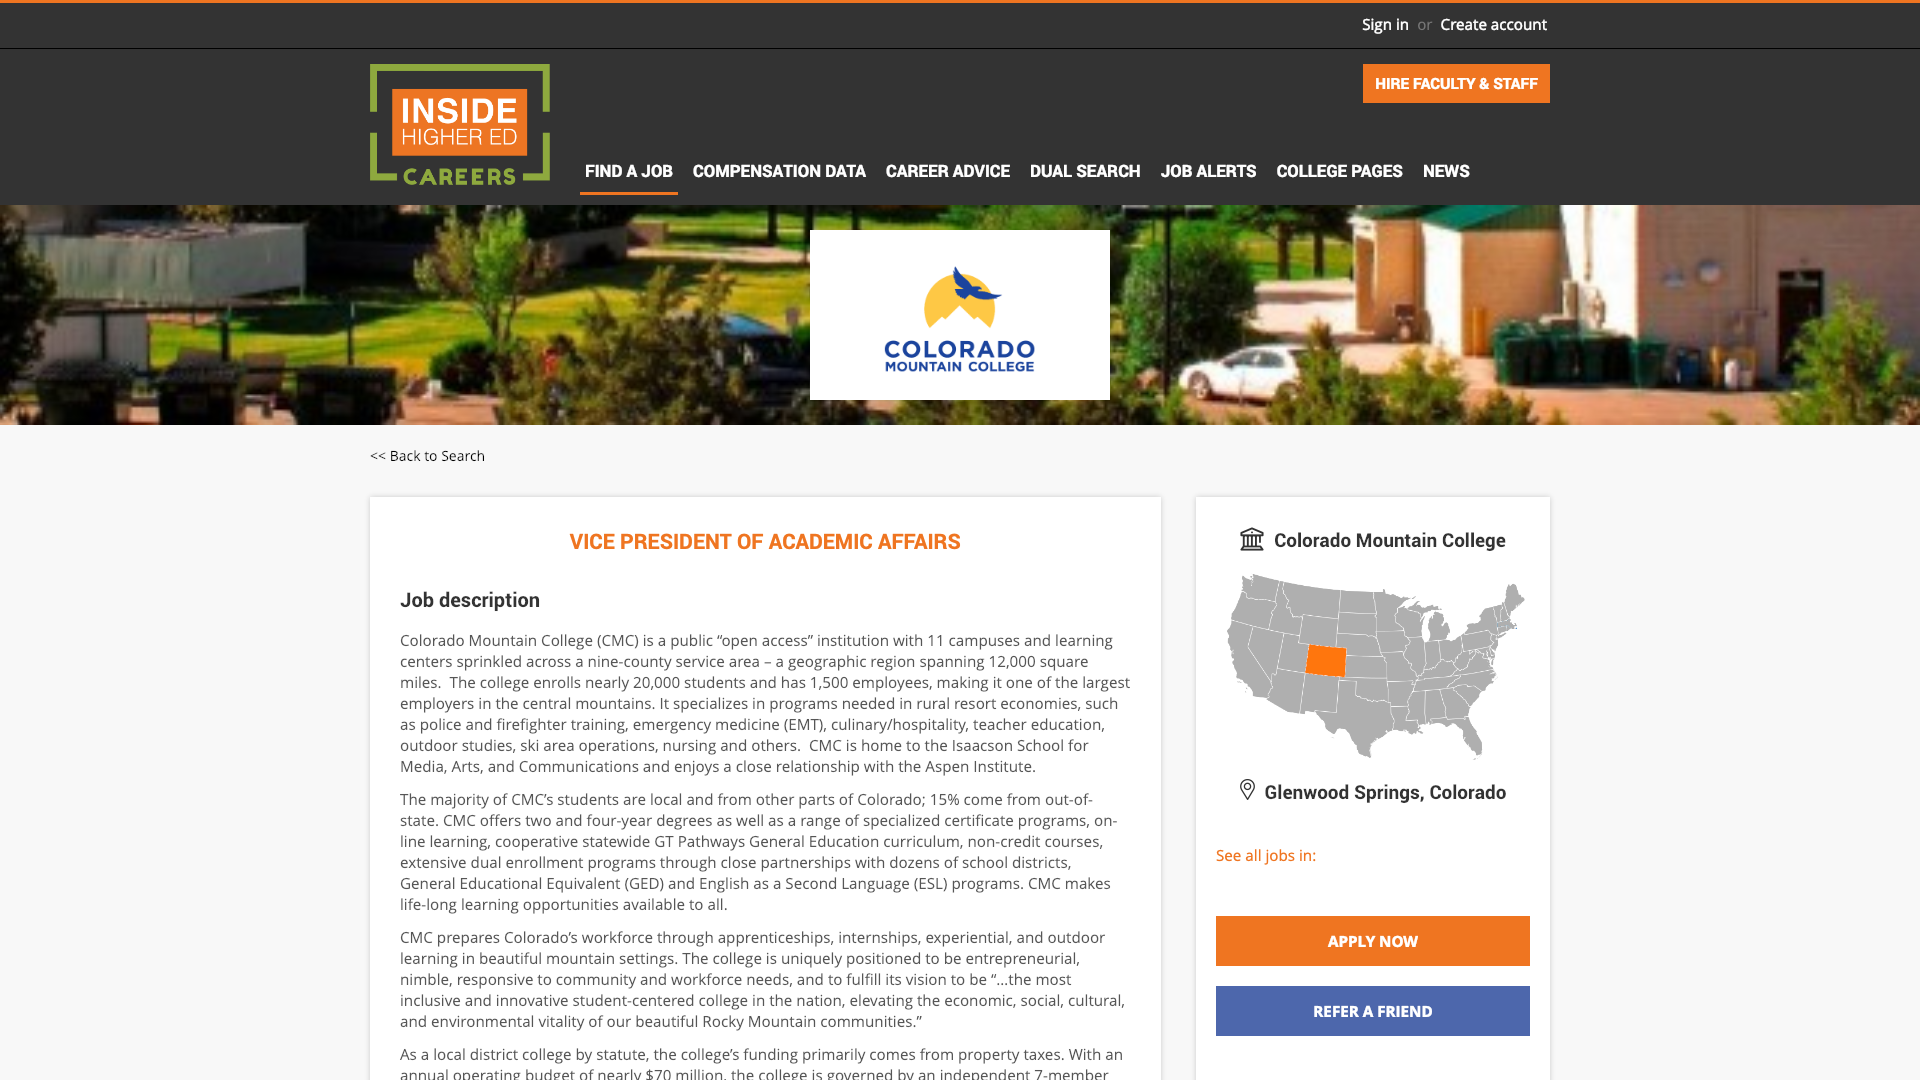 Sign in or Create account
HIRE FACULTY & STAFF
INSIDE
HIGHER ED
CAREERS
FIND A JOB COMPENSATION DATA CAREER ADVICE DUAL SEARCH JOB ALERTS COLLEGE PAGES NEWS
COLORADO
MOUNTAIN COLLEGE
<< Back to Search
VICE PRESIDENT OF ACADEMIC AFFAIRS
Job description
Colorado Mountain College (CMC) is a public “open access” institution with 11 campuses and learning
centers sprinkled across a nine-county service area – a geographic region spanning 12,000 square
miles.  The college enrolls nearly 20,000 students and has 1,500 employees, making it one of the largest
employers in the central mountains. It specializes in programs needed in rural resort economies, such
as police and firefighter training, emergency medicine (EMT), culinary/hospitality, teacher education,
outdoor studies, ski area operations, nursing and others.  CMC is home to the Isaacson School for
Media, Arts, and Communications and enjoys a close relationship with the Aspen Institute.
The majority of CMC’s students are local and from other parts of Colorado; 15% come from out-of-
state. CMC offers two and four-year degrees as well as a range of specialized certificate programs, on-
line learning, cooperative statewide GT Pathways General Education curriculum, non-credit courses,
extensive dual enrollment programs through close partnerships with dozens of school districts,
General Educational Equivalent (GED) and English as a Second Language (ESL) programs. CMC makes
life-long learning opportunities available to all.
CMC prepares Colorado’s workforce through apprenticeships, internships, experiential, and outdoor
learning in beautiful mountain settings. The college is uniquely positioned to be entrepreneurial,
nimble, responsive to community and workforce needs, and to fulfill its vision to be “…the most
inclusive and innovative student-centered college in the nation, elevating the economic, social, cultural,
and environmental vitality of our beautiful Rocky Mountain communities.”
As a local district college by statute, the college’s funding primarily comes from property taxes. With an
annual operating budget of nearly $70 million, the college is governed by an independent 7-member
Colorado Mountain College
Glenwood Springs, Colorado
See all jobs in:
APPLY NOW
REFER A FRIEND